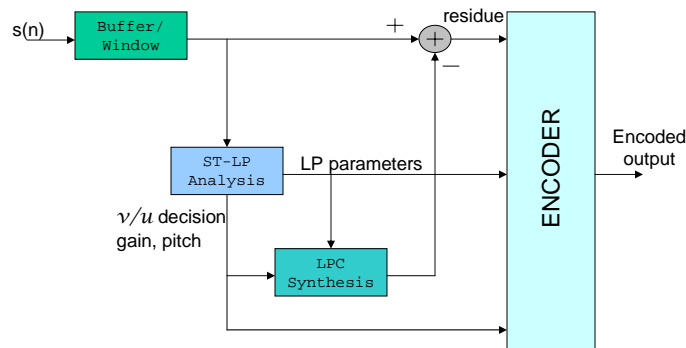 s(n)
Buffer/
Window
+
+
−
residue
ENCODER
Encoded
output
ST-LP
Analysis
LP parameters
v/u decision
gain, pitch
LPC
Synthesis